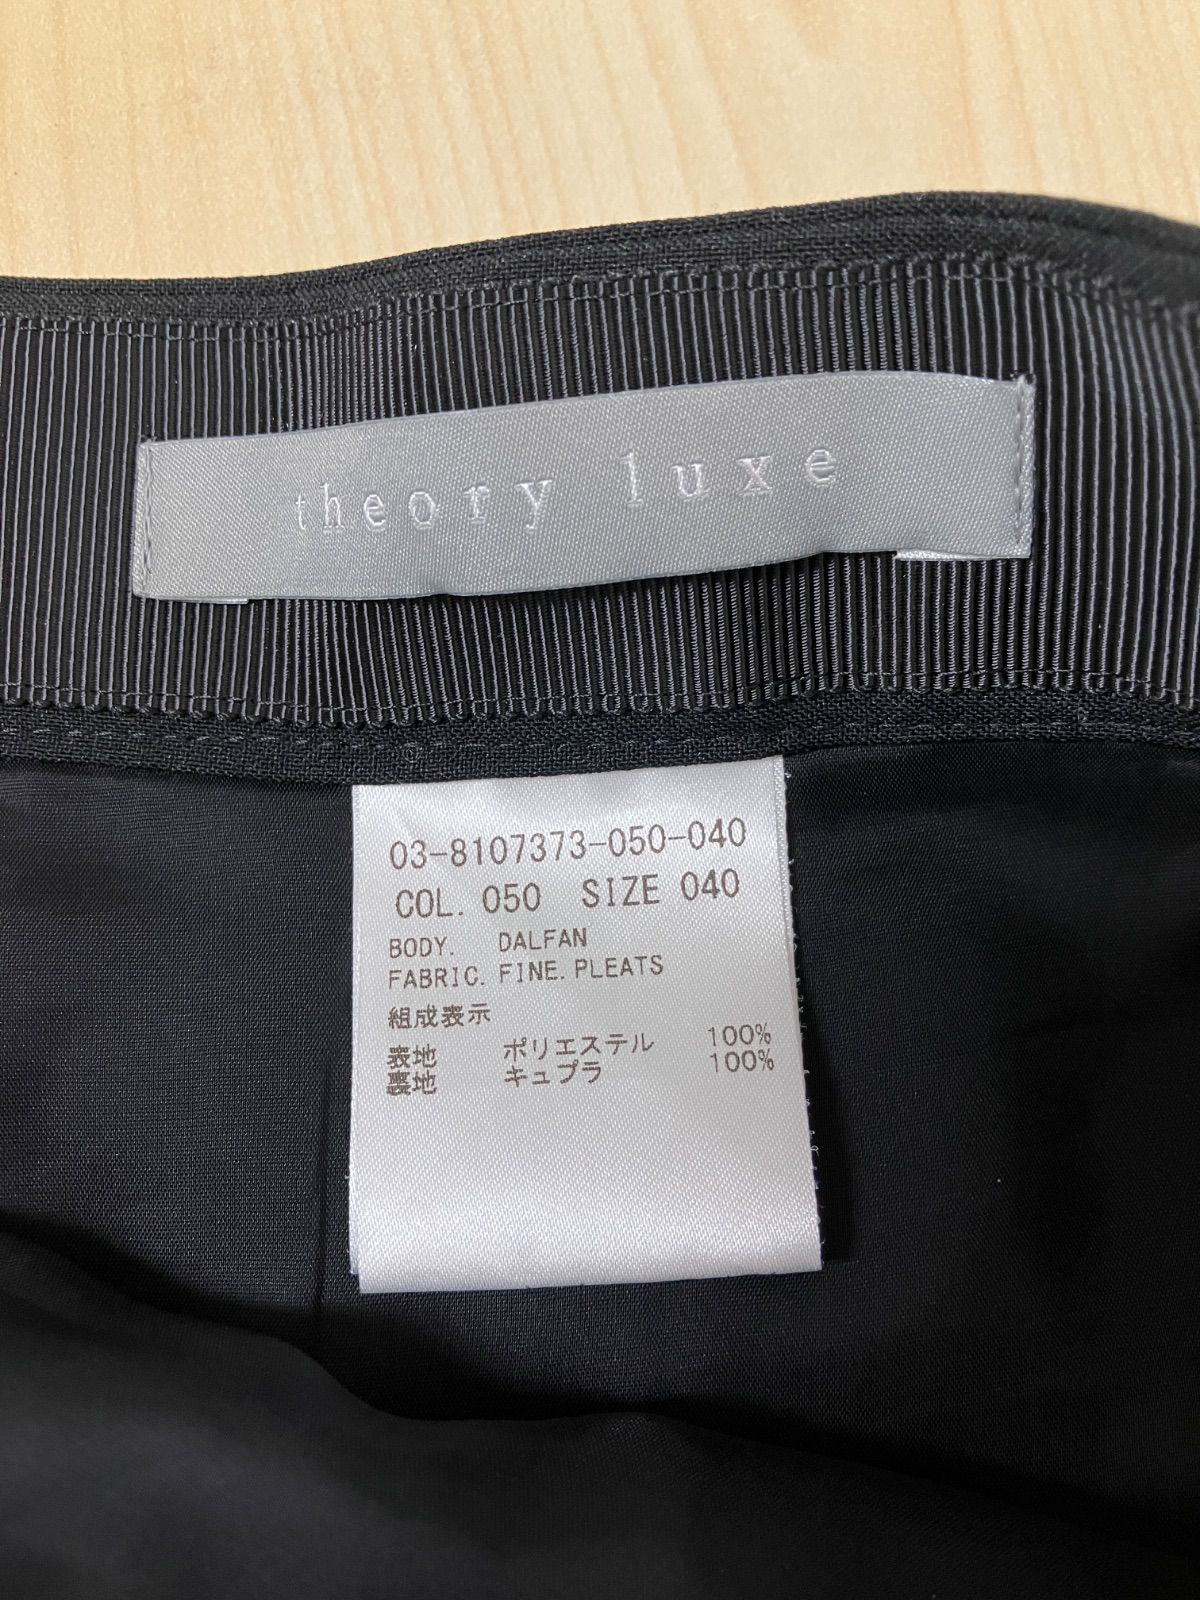 theory luxe
03-8107373-050-040
COL. 050 SIZE 040
BODY. DALFAN
FABRIC. FINE. PLEATS
組成表示
表地 ポリエステル 100%
裏地 キュプラ 100%